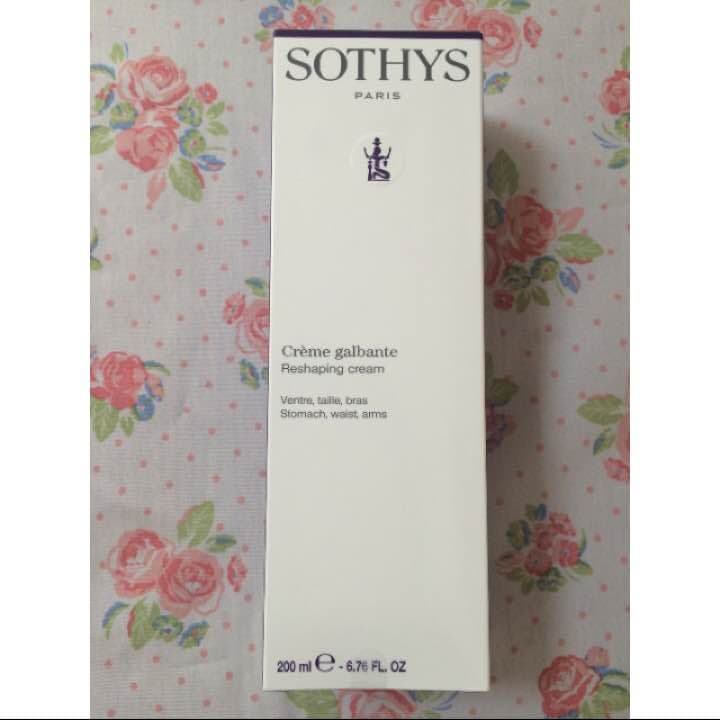 SOTHYS
PARIS
Crème galbante
Reshaping cream
Ventre, taille, bras
Stomach, waist, arms
200 ml ℮ - 6.76 FL. OZ